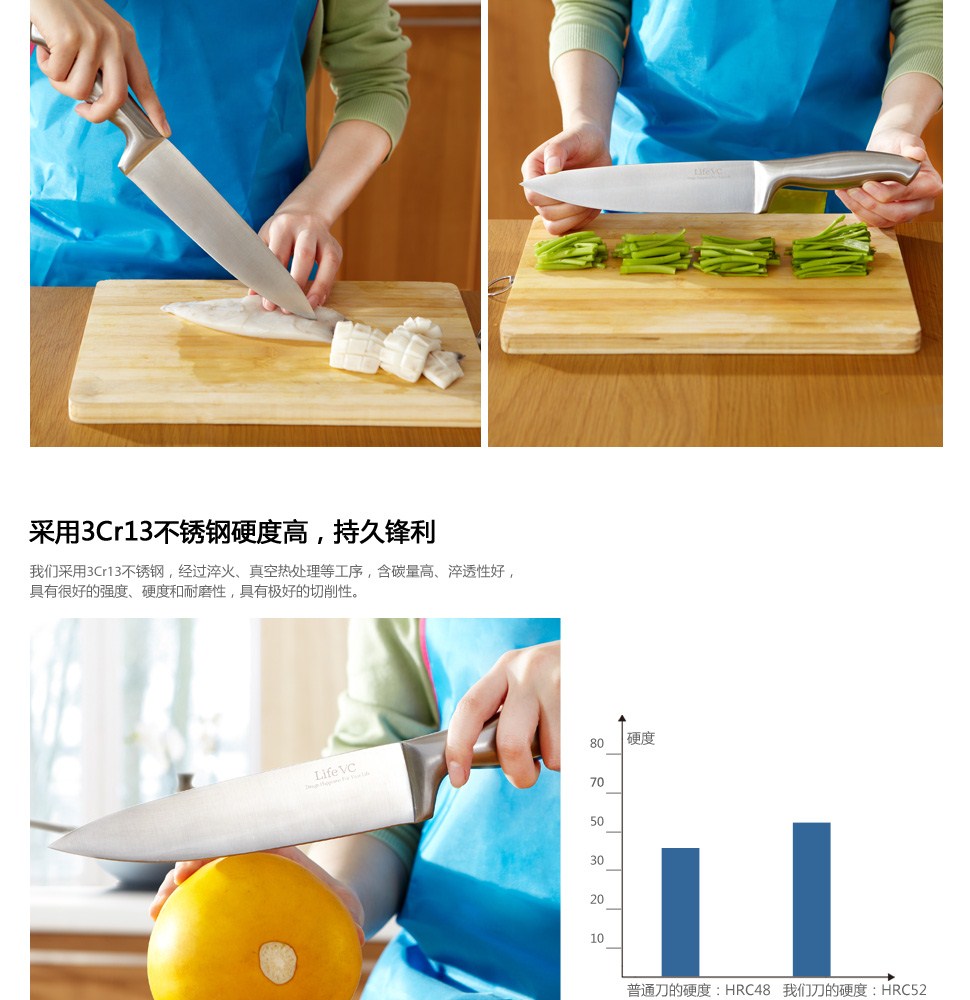 LifeVC
采用3Cr13不锈钢硬度高，持久锋利
我们采用3Cr13不锈钢，经过淬火、真空热处理等工序，含碳量高、淬透性好，
具有很好的强度、硬度和耐磨性，具有极好的切削性。
LifeVC
硬度
80
70
50
30
20
10
普通刀的硬度：HRC48 我们刀的硬度：HRC52